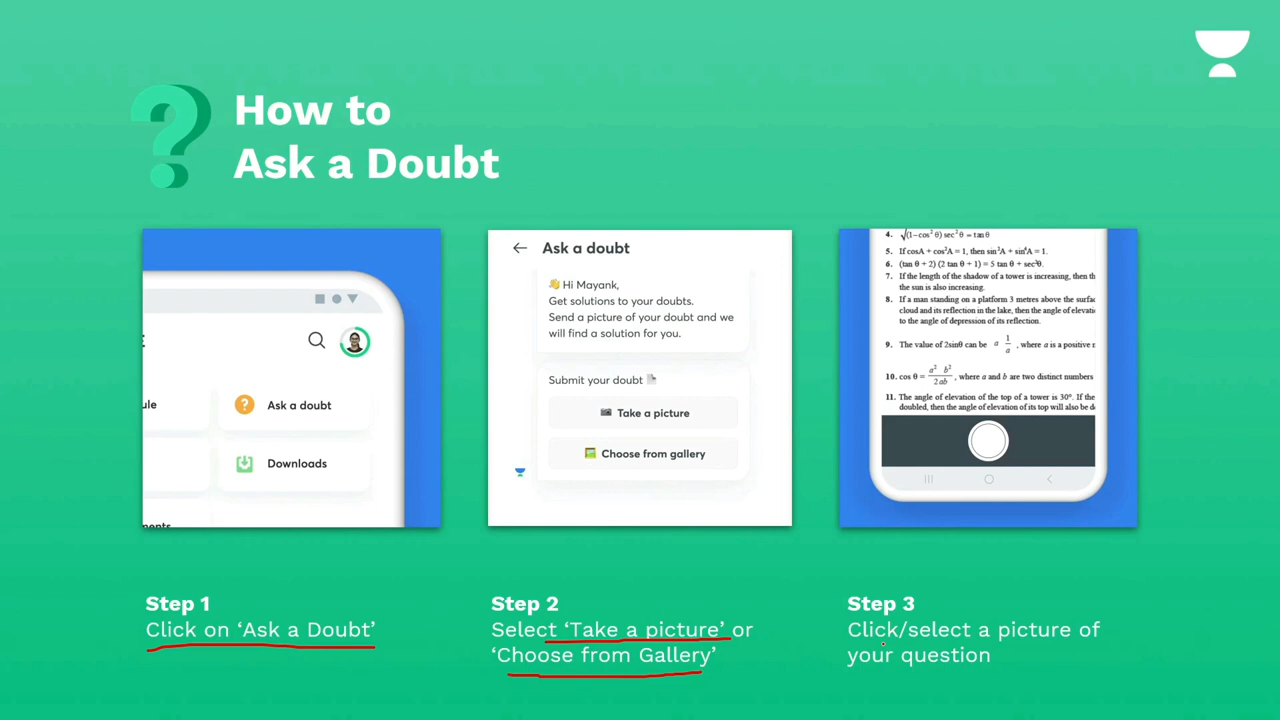 How to
Ask a Doubt
ule
Ask a doubt
Downloads
ments
Ask a doubt
👋 Hi Mayank,
Get solutions to your doubts.
Send a picture of your doubt and we
will find a solution for you.
Submit your doubt
Take a picture
Choose from gallery
4. √(1−cos²θ) sec²θ = tanθ
5. If cosA + cos²A = 1, then sin²A + sin⁴A = 1.
6. (tan θ + 2) (2 tan θ + 1) = 5 tan θ + sec²θ.
7. If the length of the shadow of a tower is increasing, then th
the sun is also increasing.
8. If a man standing on a platform 3 metres above the surfac
cloud and its reflection in the lake, then the angle of elevati
to the angle of depression of its reflection.
9. The value of 2sinθ can be a 1/a , where a is a positive
10. cos θ = a² b²/2ab , where a and b are two distinct numbers
11. The angle of elevation of the top of a tower is 30°. If the
doubled, then the angle of elevation of its top will also be d
Step 1
Click on ‘Ask a Doubt’
Step 2
Select ‘Take a picture’ or
‘Choose from Gallery’
Step 3
Click/select a picture of
your question